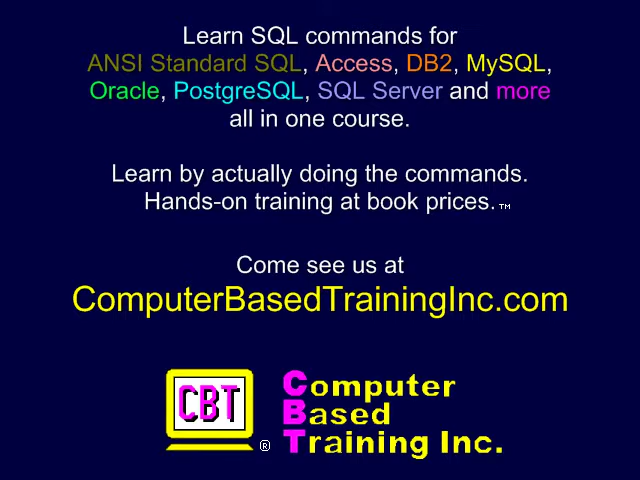 Learn SQL commands for
ANSI Standard SQL, Access, DB2, MySQL,
Oracle, PostgreSQL, SQL Server and more
all in one course.
Learn by actually doing the commands.
Hands-on training at book prices.™
Come see us at
ComputerBasedTrainingInc.com
CBT ®
Computer
Based
Training Inc.